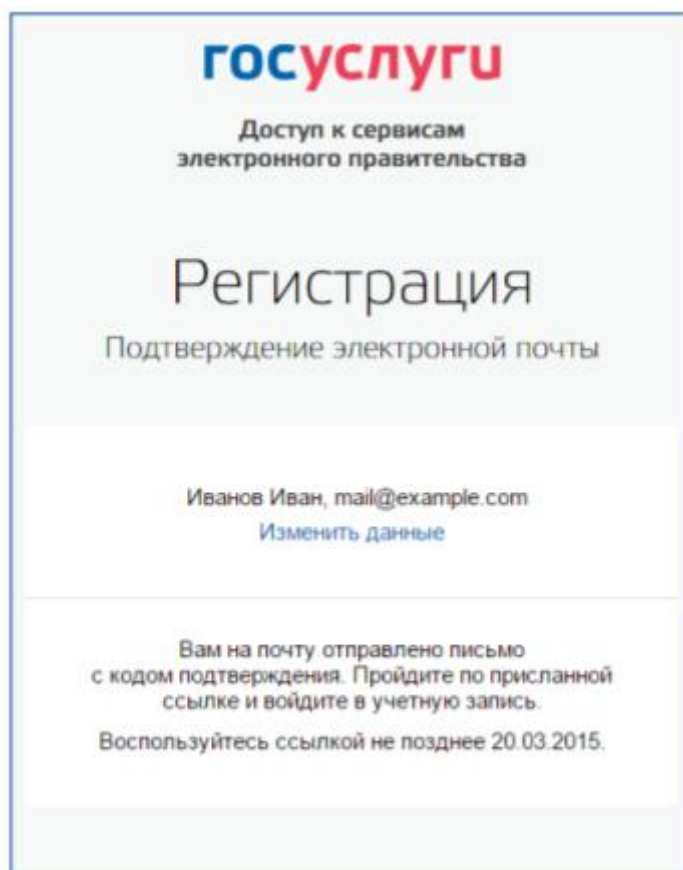 госуслуги
Доступ к сервисам
электронного правительства
Регистрация
Подтверждение электронной почты
Иванов Иван, mail@example.com
Изменить данные
Вам на почту отправлено письмо
с кодом подтверждения. Пройдите по присланной
ссылке и войдите в учетную запись.
Воспользуйтесь ссылкой не позднее 20.03.2015.